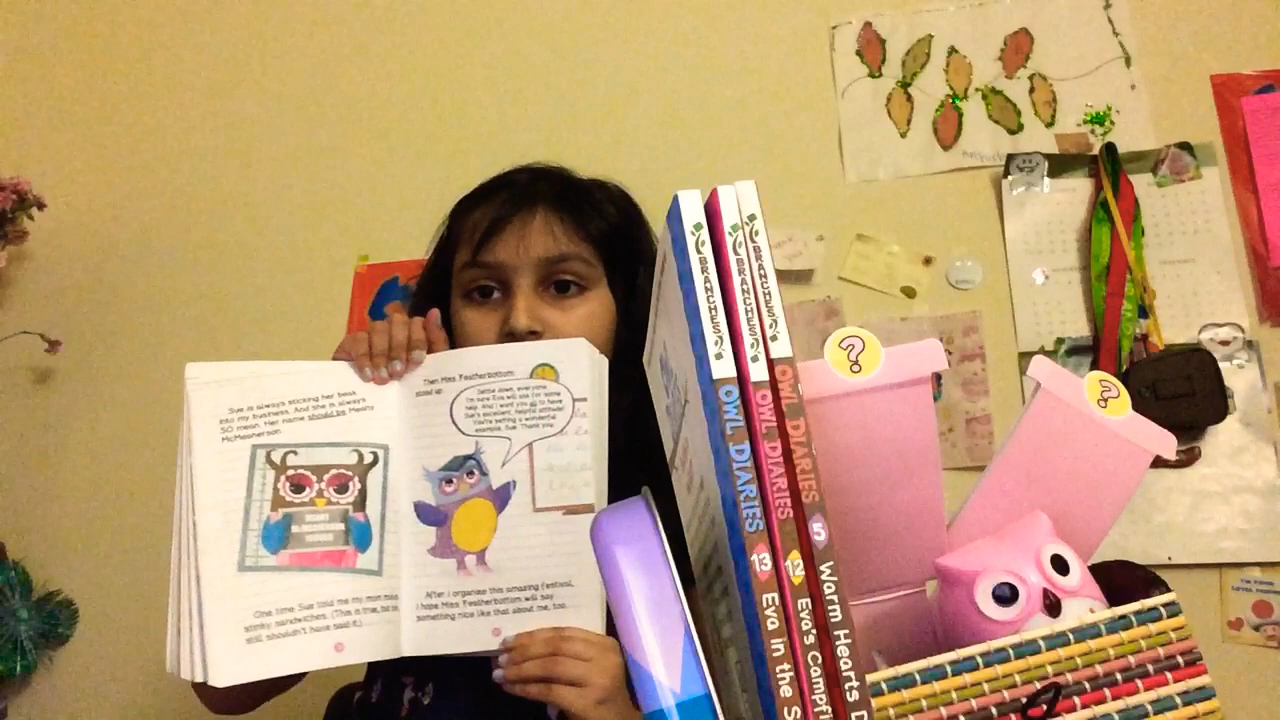 Sue is always sticking her beak
into my business. And she is always
SO mean. Her name should be Meany
McMeanerson.
MEANY
McMEANERSON
One time, Sue told me my mom made
stinky sandwiches. (This is true, but
still shouldn't have said it.)
Then Miss Featherbottom
stood up.
Settle down, everyone.
I'm sure Eva will ask for some
help. And I want you all to have
Sue's excellent, helpful attitude!
You're setting a wonderful
example, Sue. Thank you.
After I organize this amazing festival,
I hope Miss Featherbottom will say
something nice like that about me, too.
BRANCHES OWL DIARIES 13 Eva in the S
BRANCHES OWL DIARIES 12 Eva's Campfi
BRANCHES OWL DIARIES 5 Warm Hearts D
?
?